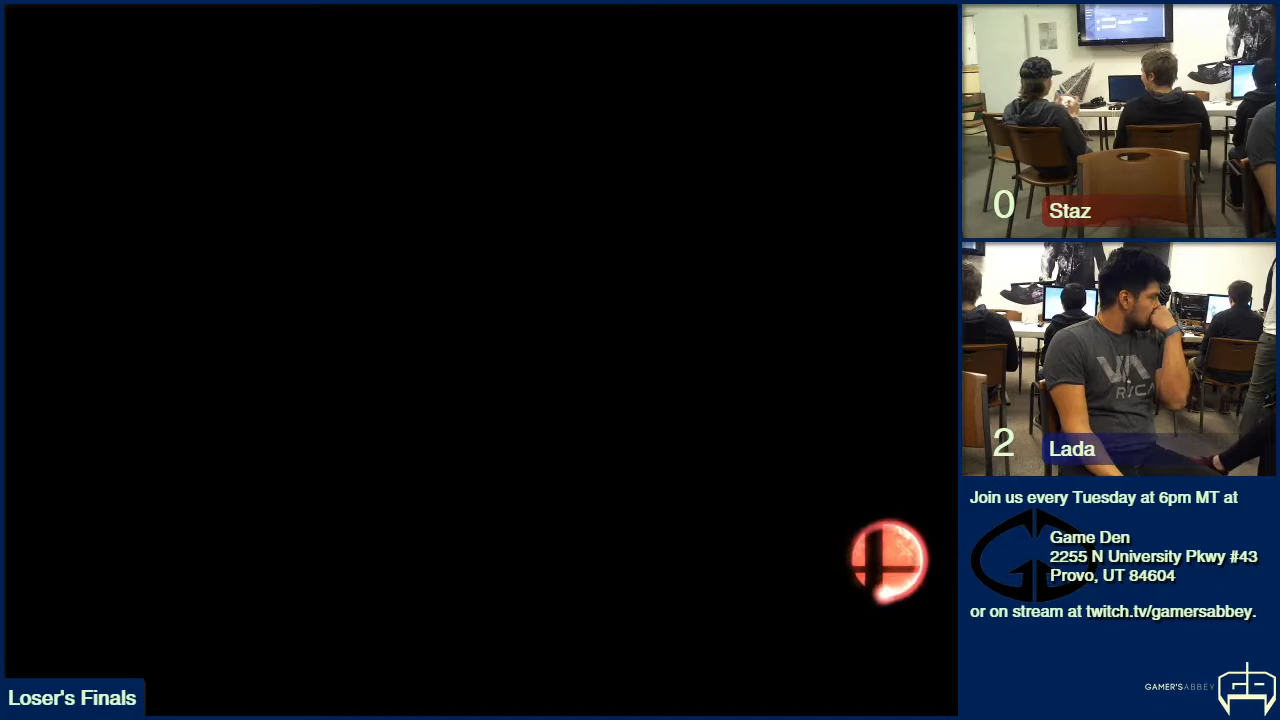 0
Staz
2
Lada
Join us every Tuesday at 6pm MT at
Game Den
2255 N University Pkwy #43
Provo, UT 84604
or on stream at twitch.tv/gamersabbey.
GAMER'SABBEY
Loser's Finals